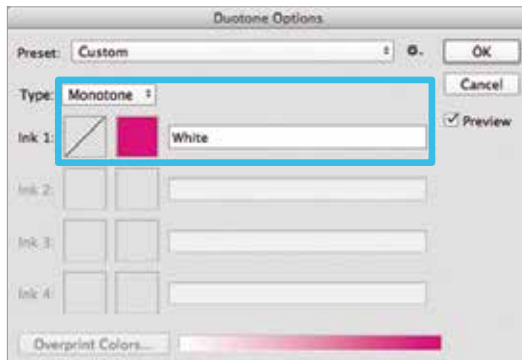 Duotone Options
Preset: Custom
OK
Type: Monotone
Cancel
Ink 1: White
Preview
Ink 2:
Ink 3:
Ink 4:
Overprint Colors...